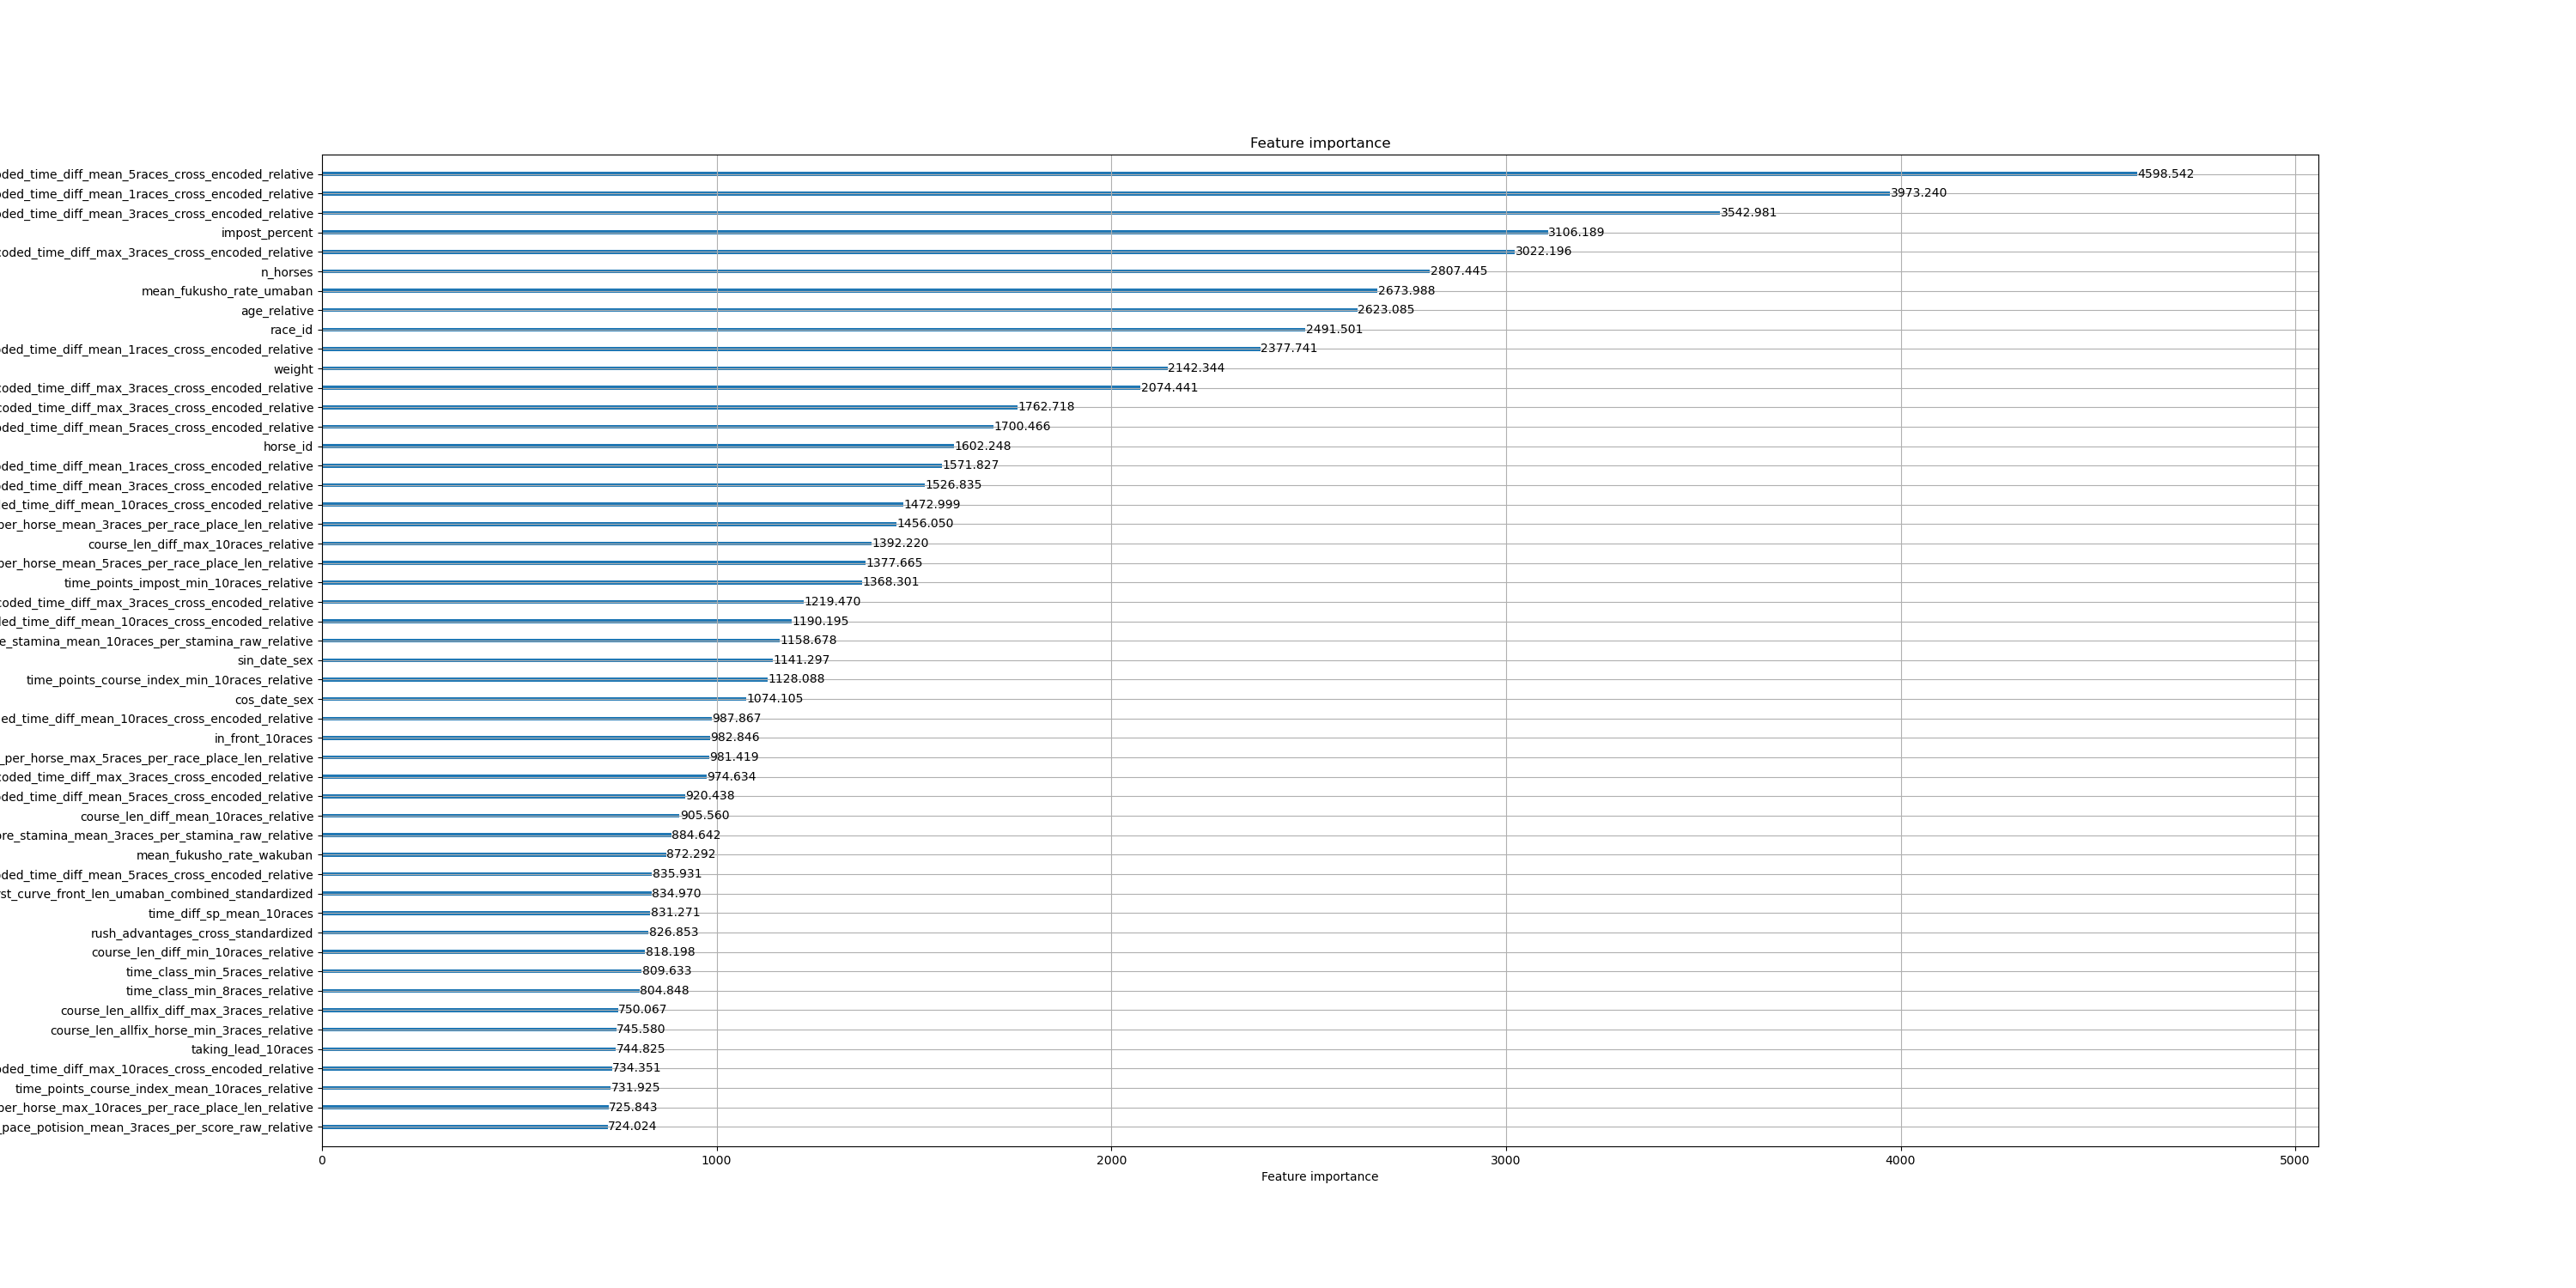 Feature importance
oded_time_diff_mean_5races_cross_encoded_relative 4598.542
oded_time_diff_mean_1races_cross_encoded_relative 3973.240
oded_time_diff_mean_3races_cross_encoded_relative 3542.981
impost_percent 3106.189
coded_time_diff_max_3races_cross_encoded_relative 3022.196
n_horses 2807.445
mean_fukusho_rate_umaban 2673.988
age_relative 2623.085
race_id 2491.501
oded_time_diff_mean_1races_cross_encoded_relative 2377.741
weight 2142.344
coded_time_diff_max_3races_cross_encoded_relative 2074.441
coded_time_diff_max_3races_cross_encoded_relative 1762.718
oded_time_diff_mean_5races_cross_encoded_relative 1700.466
horse_id 1602.248
oded_time_diff_mean_1races_cross_encoded_relative 1571.827
oded_time_diff_mean_3races_cross_encoded_relative 1526.835
ed_time_diff_mean_10races_cross_encoded_relative 1472.999
per_horse_mean_3races_per_race_place_len_relative 1456.050
course_len_diff_max_10races_relative 1392.220
per_horse_mean_5races_per_race_place_len_relative 1377.665
time_points_impost_min_10races_relative 1368.301
coded_time_diff_max_3races_cross_encoded_relative 1219.470
ded_time_diff_mean_10races_cross_encoded_relative 1190.195
e_stamina_mean_10races_per_stamina_raw_relative 1158.678
sin_date_sex 1141.297
time_points_course_index_min_10races_relative 1128.088
cos_date_sex 1074.105
ed_time_diff_mean_10races_cross_encoded_relative 987.867
in_front_10races 982.846
_per_horse_max_5races_per_race_place_len_relative 981.419
coded_time_diff_max_3races_cross_encoded_relative 974.634
oded_time_diff_mean_5races_cross_encoded_relative 920.438
course_len_diff_mean_10races_relative 905.560
ore_stamina_mean_3races_per_stamina_raw_relative 884.642
mean_fukusho_rate_wakuban 872.292
oded_time_diff_mean_5races_cross_encoded_relative 835.931
rst_curve_front_len_umaban_combined_standardized 834.970
time_diff_sp_mean_10races 831.271
rush_advantages_cross_standardized 826.853
course_len_diff_min_10races_relative 818.198
time_class_min_5races_relative 809.633
time_class_min_8races_relative 804.848
course_len_allfix_diff_max_3races_relative 750.067
course_len_allfix_horse_min_3races_relative 745.580
taking_lead_10races 744.825
oded_time_diff_max_10races_cross_encoded_relative 734.351
time_points_course_index_mean_10races_relative 731.925
per_horse_max_10races_per_race_place_len_relative 725.843
_pace_potision_mean_3races_per_score_raw_relative 724.024
0 1000 2000 3000 4000 5000
Feature importance